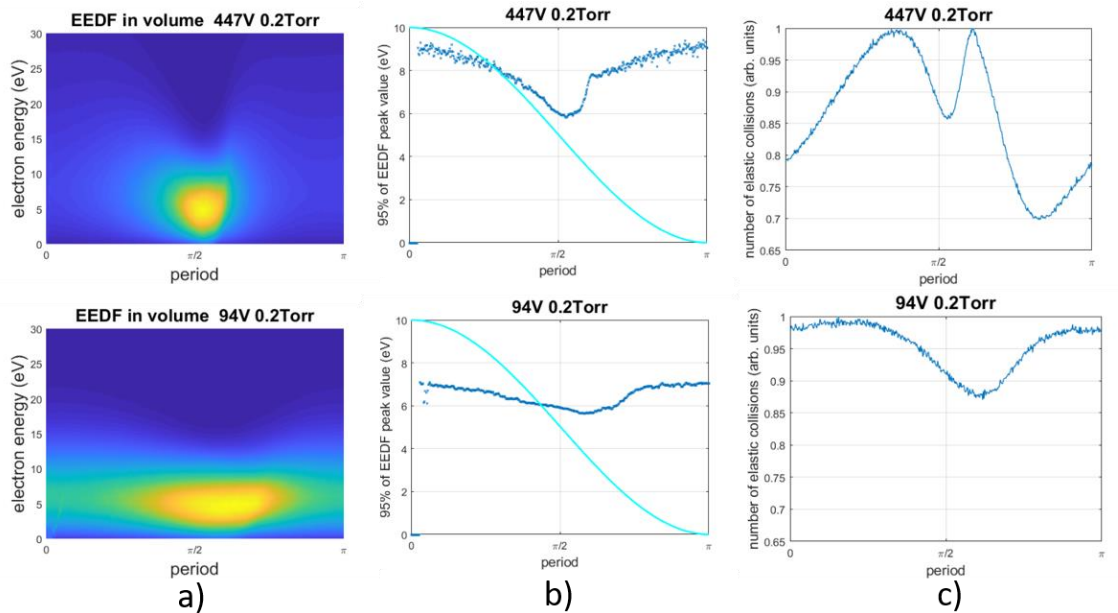 EEDF in volume 447V 0.2Torr
electron energy (eV)
30
25
20
15
10
5
0
0
π/2
π
period
447V 0.2Torr
95% of EEDF peak value (eV)
10
8
6
4
2
0
0
π/2
π
period
447V 0.2Torr
number of elastic collisions (arb. units)
1
0.95
0.9
0.85
0.8
0.75
0.7
0.65
0
π/2
π
period
EEDF in volume 94V 0.2Torr
electron energy (eV)
30
25
20
15
10
5
0
0
π/2
π
period
94V 0.2Torr
95% of EEDF peak value (eV)
10
8
6
4
2
0
0
π/2
π
period
94V 0.2Torr
number of elastic collisions (arb. units)
1
0.95
0.9
0.85
0.8
0.75
0.7
0.65
0
π/2
π
period
a)
b)
c)